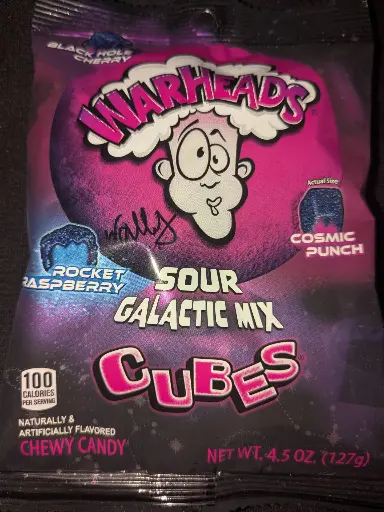 BLACK HOLE
CHERRY
WARHEADS®
Actual Size
Wally
COSMIC
PUNCH
ROCKET
RASPBERRY
SOUR
GALACTIC MIX
CUBES®
100
CALORIES
PER SERVING
NATURALLY &
ARTIFICIALLY FLAVORED
CHEWY CANDY
NET WT. 4.5 OZ. (127g)